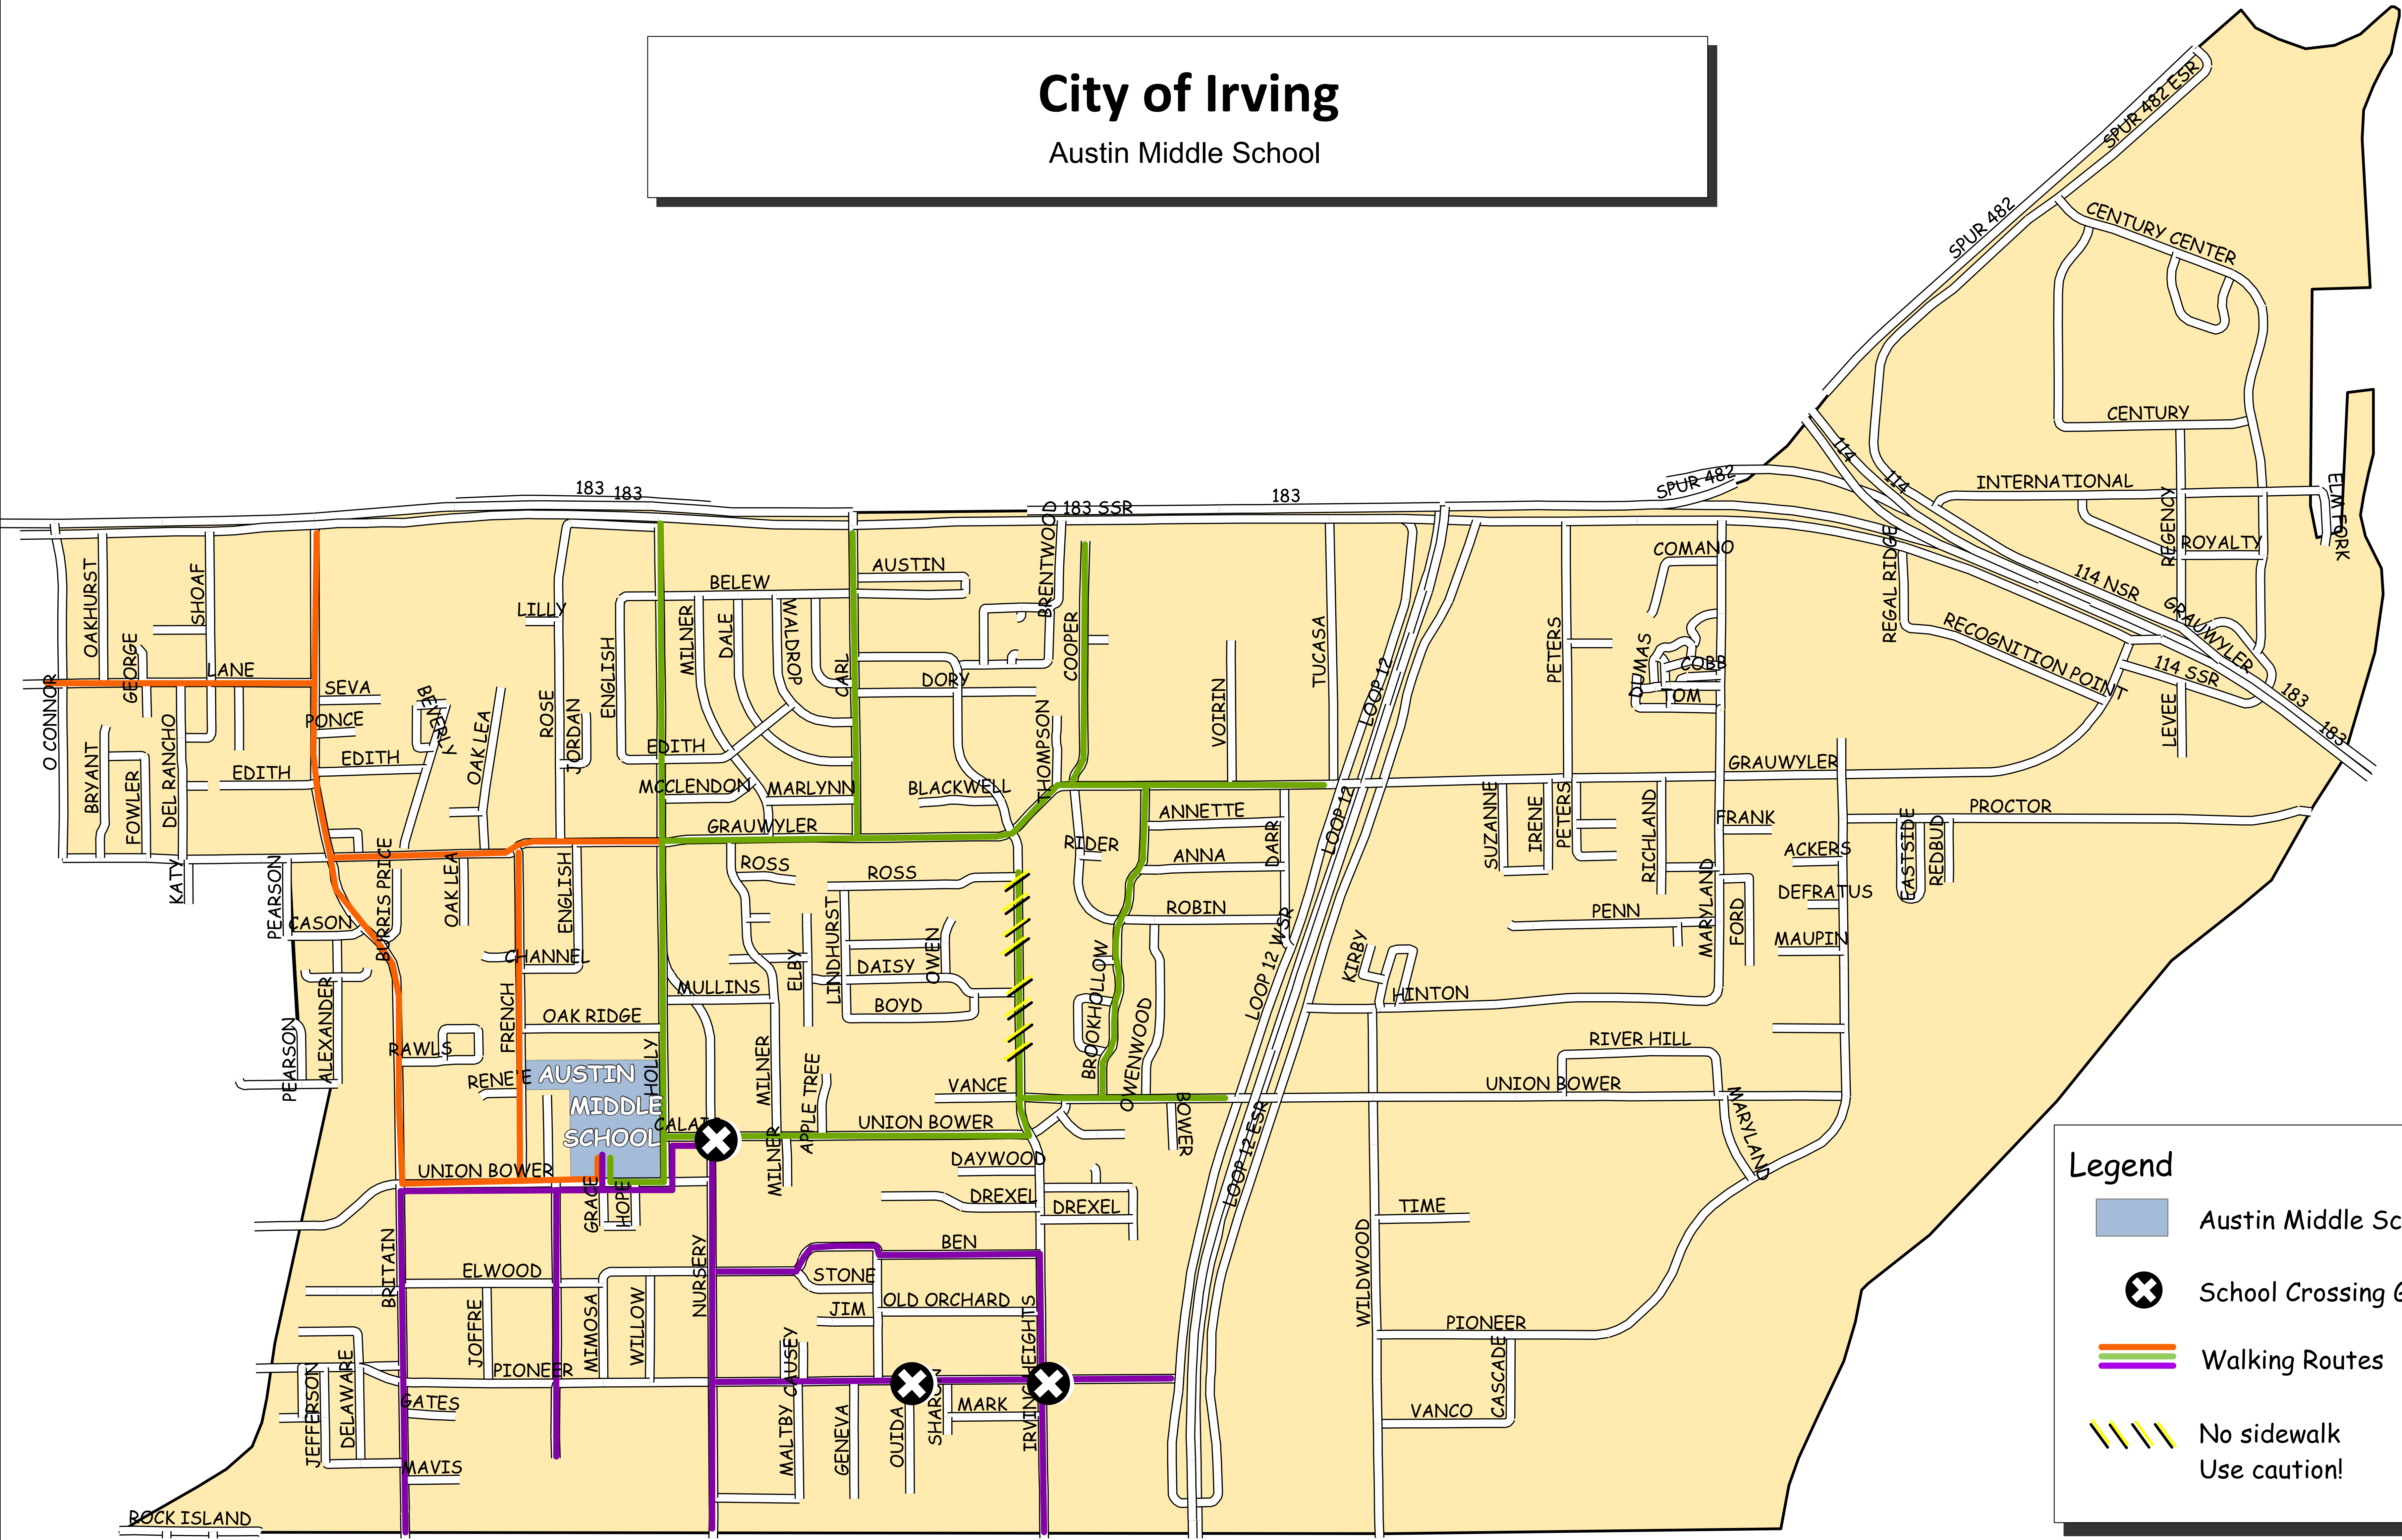 City of Irving
Austin Middle School
SPUR 482 ESR
SPUR 482
CENTURY CENTER
CENTURY
114
114
INTERNATIONAL
REGENCY
ELM FORK
ROYALTY
114 NSR
GRAUWYLER
183
183
183 SSR
183
SPUR 482
REGAL RIDGE
RECOGNITION POINT
114 SSR
183
183
LEVEE
OAKHURST
SHOAF
GEORGE
LANE
O CONNOR
SEVA
PONCE
BEVERLY
EDITH
EDITH
OAK LEA
BRYANT
FOWLER
DEL RANCHO
LILLY
ROSE
JORDAN
ENGLISH
BELEW
MILNER
DALE
WALDROP
CARL
AUSTIN
DORY
BRENTWOOD
COOPER
THOMPSON
VOIRIN
TUCASA
LOOP 12
LOOP 12
PETERS
COMANO
DUMAS
COBB
TOM
EDITH
MCCLENDON
MARLYNN
BLACKWELL
GRAUWYLER
GRAUWYLER
PROCTOR
ANNETTE
RIDER
ANNA
DARR
ROBIN
SUZANNE
IRENE
PETERS
RICHLAND
FRANK
ACKERS
DEFRATUS
MAUPIN
EASTSIDE
REDBUD
PENN
MARYLAND
FORD
KATY
PEARSON
CASON
BURRIS PRICE
OAK LEA
ENGLISH
CHANNEL
ROSS
ROSS
LINDHURST
ELBY
DAISY
OWEN
BOYD
MULLINS
BROOKHOLLOW
OWENWOOD
LOOP 12 WSR
KIRBY
HINTON
RIVER HILL
ALEXANDER
PEARSON
RAWLS
FRENCH
OAK RIDGE
RENE'E
HOLLY
AUSTIN
MIDDLE
SCHOOL
MILNER
APPLE TREE
VANCE
UNION BOWER
BOWER
UNION BOWER
MILNER
DAYWOOD
DREXEL
DREXEL
LOOP 12 ESR
MARYLAND
UNION BOWER
GRACE
HOPE
BRITAIN
ELWOOD
JOFFRE
PIONEER
MIMOSA
WILLOW
NURSERY
BEN
STONE
JIM
OLD ORCHARD
IRVING HEIGHTS
WILDWOOD
TIME
PIONEER
CASCADE
VANCO
JEFFERSON
DELAWARE
GATES
MAVIS
MALTBY
CAUSEY
GENEVA
OUIDA
MARK
ROCK ISLAND
Legend
Austin Middle Sc
School Crossing G
Walking Routes
No sidewalk
Use caution!